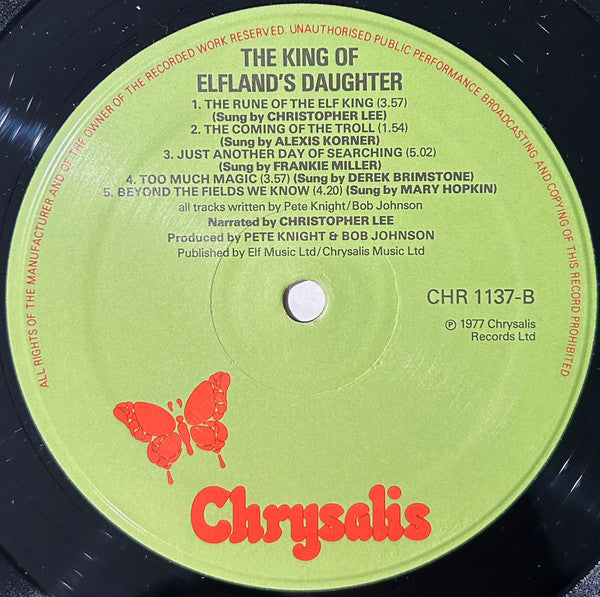 ALL RIGHTS OF THE MANUFACTURER AND OF THE OWNER OF THE RECORDED WORK RESERVED. UNAUTHORISED PUBLIC PERFORMANCE BROADCASTING AND COPYING OF THIS RECORD PROHIBITED
THE KING OF
ELFLAND'S DAUGHTER
1. THE RUNE OF THE ELF KING (3.57)
(Sung by CHRISTOPHER LEE)
2. THE COMING OF THE TROLL (1.54)
(Sung by ALEXIS KORNER)
3. JUST ANOTHER DAY OF SEARCHING (5.02)
(Sung by FRANKIE MILLER)
4. TOO MUCH MAGIC (3.57) (Sung by DEREK BRIMSTONE)
5. BEYOND THE FIELDS WE KNOW (4.20) (Sung by MARY HOPKIN)
all tracks written by Pete Knight/Bob Johnson
Narrated by CHRISTOPHER LEE
Produced by PETE KNIGHT & BOB JOHNSON
Published by Elf Music Ltd/Chrysalis Music Ltd
CHR 1137-B
℗ 1977 Chrysalis
Records Ltd
Chrysalis